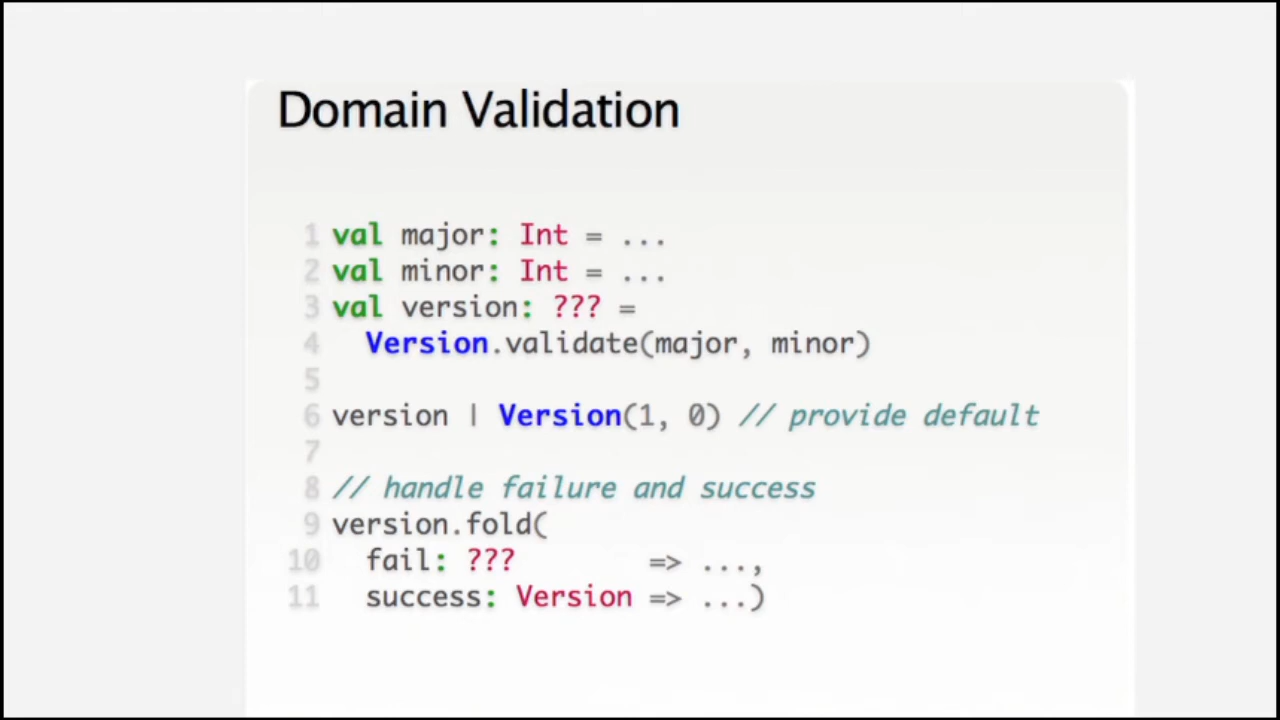 Domain Validation
1 val major: Int = ...
2 val minor: Int = ...
3 val version: ??? =
4   Version.validate(major, minor)
5
6 version | Version(1, 0) // provide default
7
8 // handle failure and success
9 version.fold(
10   fail: ???        => ...,
11   success: Version => ...)